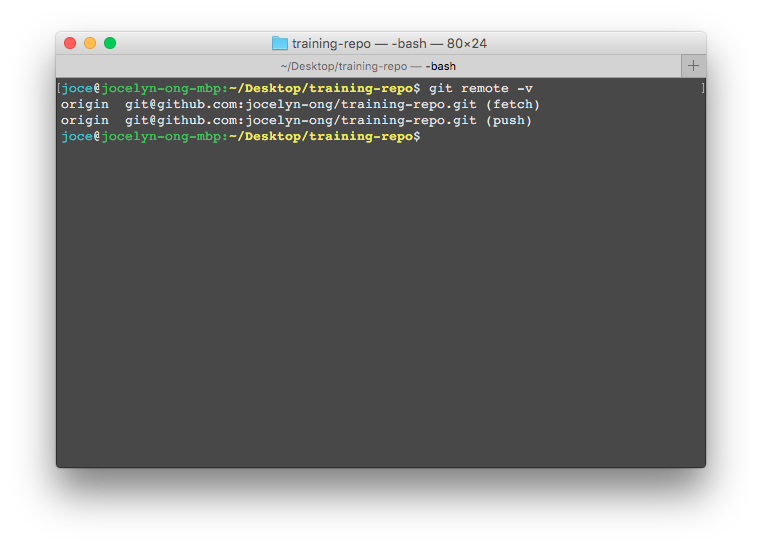 training-repo — -bash — 80×24
~/Desktop/training-repo — -bash
[joce@jocelyn-ong-mbp:~/Desktop/training-repo$ git remote -v ]
origin  git@github.com:jocelyn-ong/training-repo.git (fetch)
origin  git@github.com:jocelyn-ong/training-repo.git (push)
joce@jocelyn-ong-mbp:~/Desktop/training-repo$